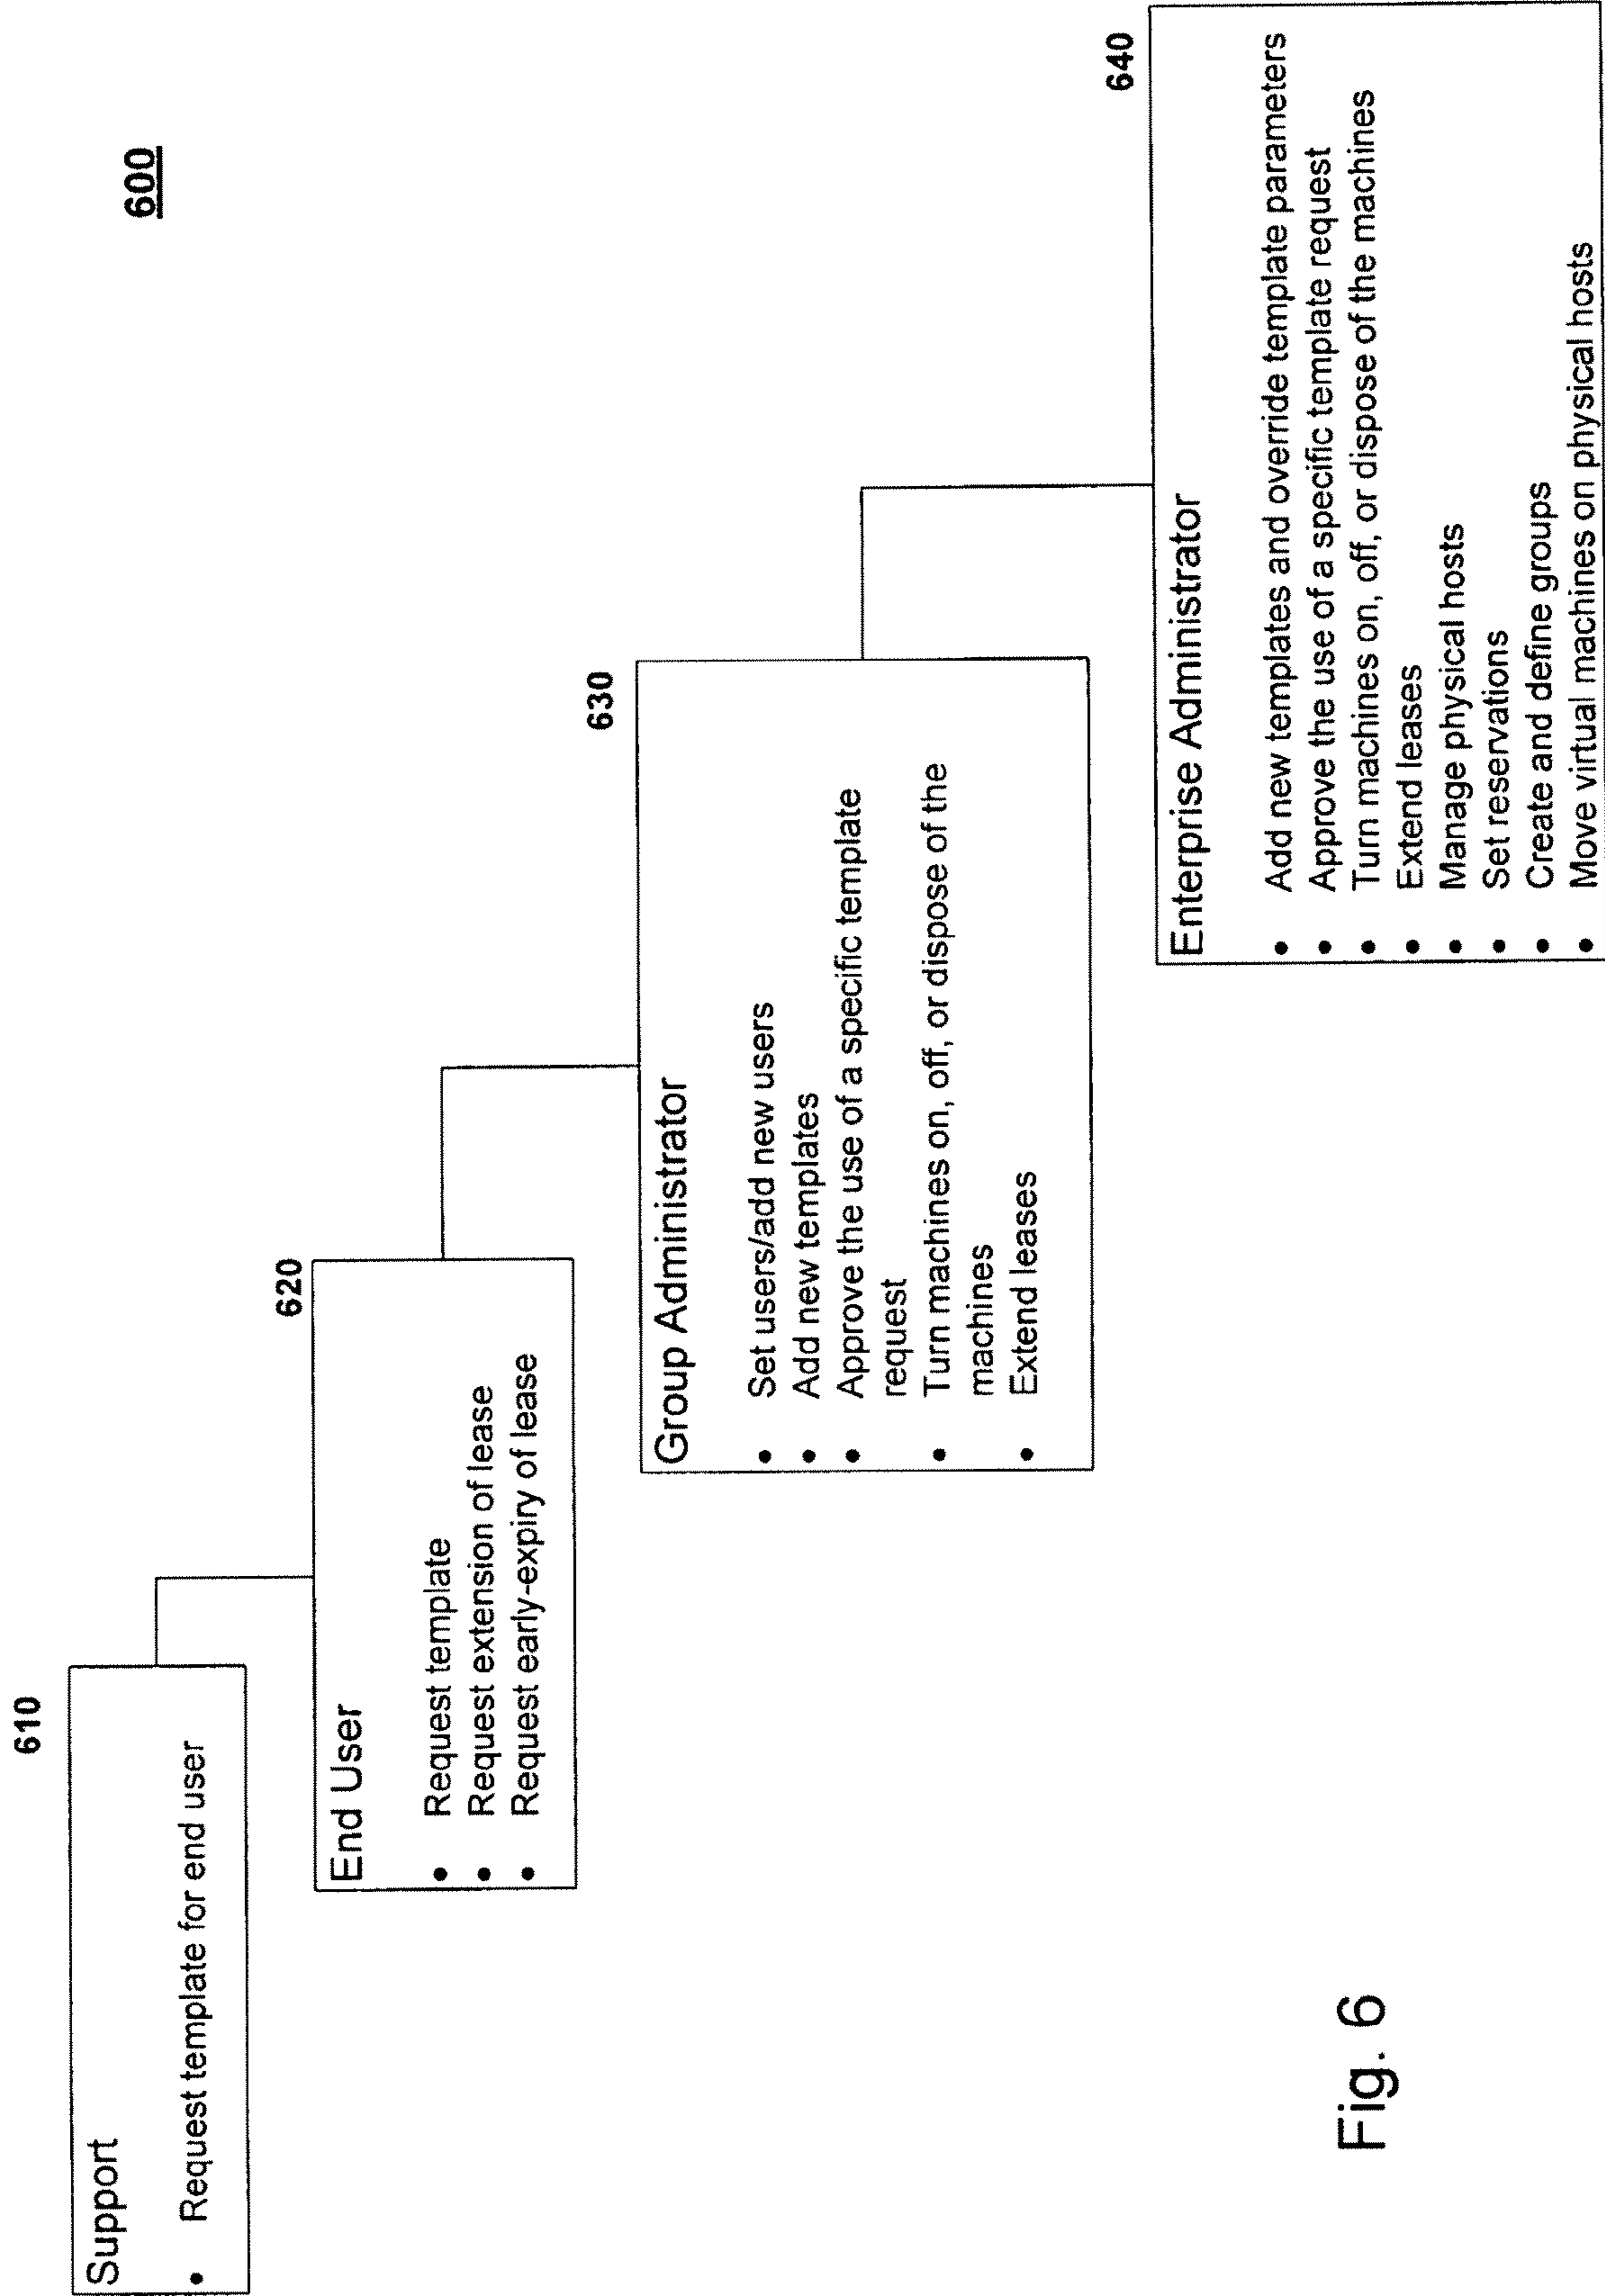 600
610
Support
• Request template for end user
620
End User
• Request template
• Request extension of lease
• Request early-expiry of lease
630
Group Administrator
• Set users/add new users
• Add new templates
• Approve the use of a specific template
request
• Turn machines on, off, or dispose of the
machines
• Extend leases
640
Enterprise Administrator
• Add new templates and override template parameters
• Approve the use of a specific template request
• Turn machines on, off, or dispose of the machines
• Extend leases
• Manage physical hosts
• Set reservations
• Create and define groups
• Move virtual machines on physical hosts
Fig. 6